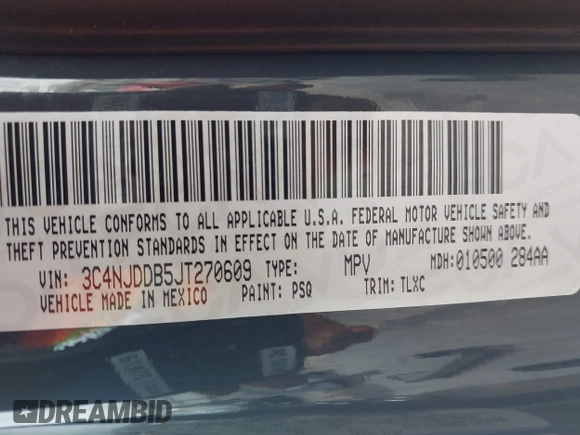 THIS VEHICLE CONFORMS TO ALL APPLICABLE U.S.A. FEDERAL MOTOR VEHICLE SAFETY AND
THEFT PREVENTION STANDARDS IN EFFECT ON THE DATE OF MANUFACTURE SHOWN ABOVE.
VIN: 3C4NJDDB5JT270609 TYPE: MPV MDH:010500 284AA
VEHICLE MADE IN MEXICO PAINT: PSQ TRIM: TLXC
DREAMBID